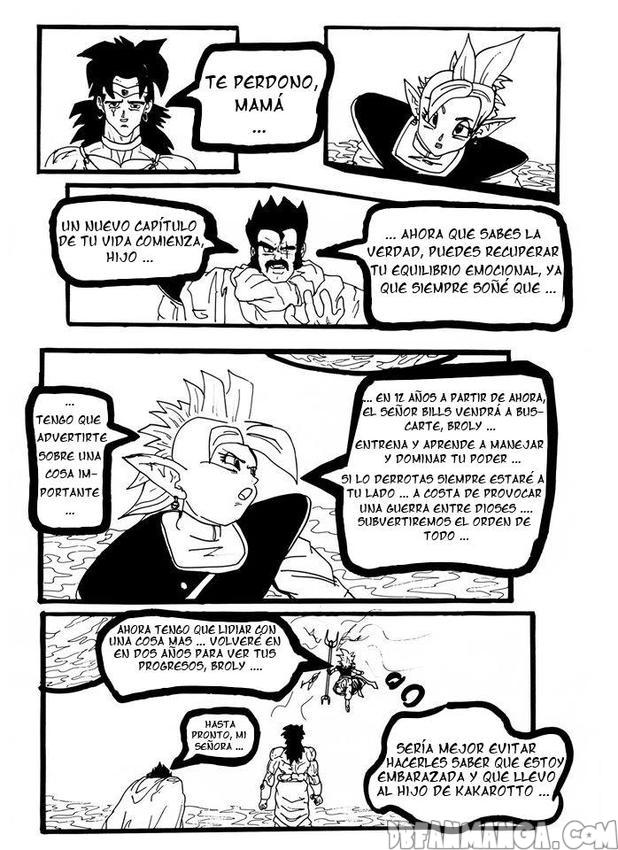 TE PERDONO,
MAMÁ
...
UN NUEVO CAPÍTULO
DE TU VIDA COMIENZA,
HIJO ...
... AHORA QUE SABES LA
VERDAD, PUEDES RECUPERAR
TU EQUILIBRIO EMOCIONAL, YA
QUE SIEMPRE SOÑÉ QUE ...
...
TENGO QUE
ADVERTIRTE
SOBRE UNA
COSA IM-
PORTANTE
...
... EN 12 AÑOS A PARTIR DE AHORA,
EL SEÑOR BILLS VENDRÁ A BUS-
CARTE, BROLY ...
ENTRENA Y APRENDE A MANEJAR
Y DOMINAR TU PODER ...
SI LO DERROTAS SIEMPRE ESTARÉ A
TU LADO ... A COSTA DE PROVOCAR
UNA GUERRA ENTRE DIOSES ....
SUBVERTIREMOS EL ORDEN DE
TODO ...
AHORA TENGO QUE LIDIAR CON
UNA COSA MAS ... VOLVERÉ EN
EN DOS AÑOS PARA VER TUS
PROGRESOS, BROLY ....
HASTA
PRONTO, MI
SEÑORA ...
SERÍA MEJOR EVITAR
HACERLES SABER QUE ESTOY
EMBARAZADA Y QUE LLEVO
AL HIJO DE KAKAROTTO ...
DBFANMANGA.COM